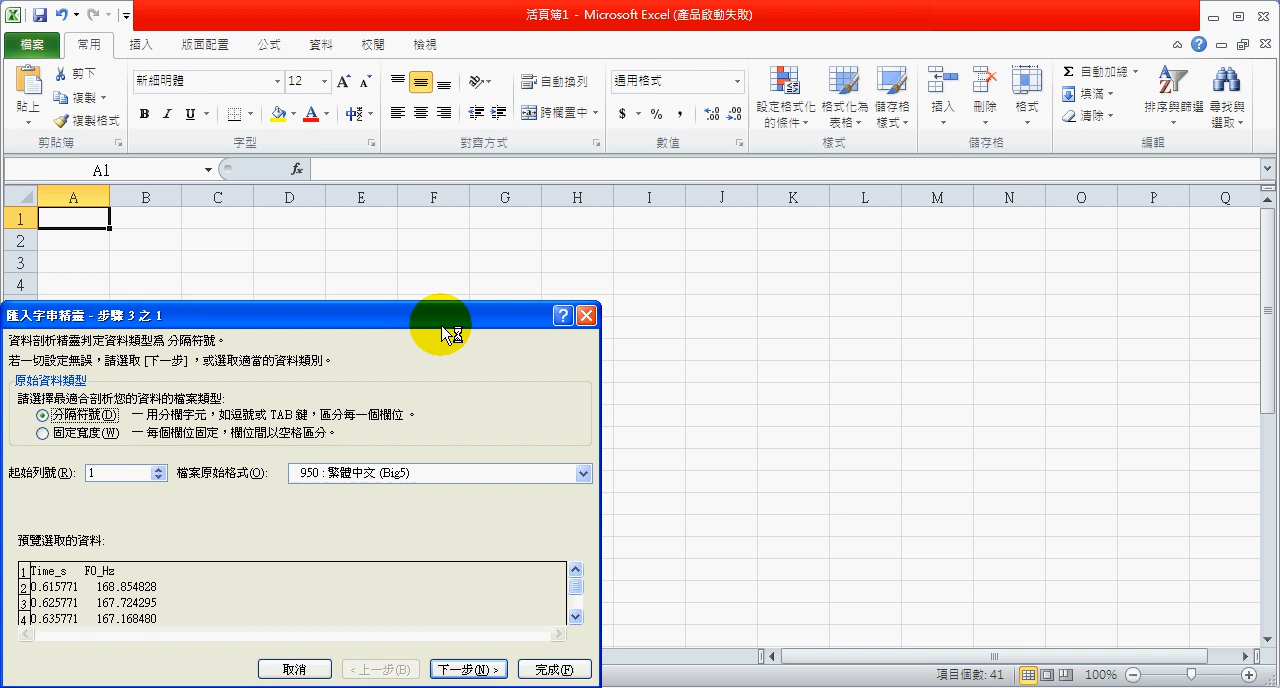 活頁簿1 - Microsoft Excel (產品啟動失敗)
檔案 常用 插入 版面配置 公式 資料 校閱 檢視
貼上 剪下 複製 複製格式
新細明體 12
B I U
自動換列
跨欄置中
通用格式
$ % ,
設定格式化的條件 格式化為表格 儲存格樣式
插入 刪除 格式
Σ 自動加總
填滿
清除
排序與篩選 尋找與選取
剪貼簿 字型 對齊方式 數值 樣式 儲存格 編輯
A1 fx
A B C D E F G H I J K L M N O P Q
1
2
3
4
匯入字串精靈 - 步驟 3 之 1
資料剖析精靈判定資料類型為 分隔符號。
若一切設定無誤，請選取 [下一步]，或選取適當的資料類別。
原始資料類型
請選擇最適合剖析您的資料的檔案類型:
分隔符號(D) — 用分欄字元，如逗號或 TAB 鍵，區分每一個欄位。
固定寬度(W) — 每個欄位固定，欄位間以空格區分。
起始列號(R): 1 檔案原始格式(O): 950 : 繁體中文 (Big5)
預覽選取的資料:
1 Time_s F0_Hz
2 0.615771 168.854828
3 0.625771 167.724295
4 0.635771 167.168480
取消 < 上一步(B) 下一步(N) > 完成(F)
項目個數: 41 100%